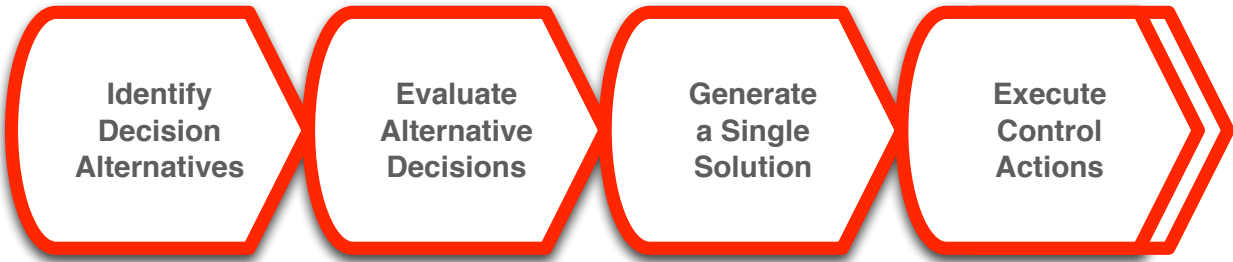 Identify
Decision
Alternatives
Evaluate
Alternative
Decisions
Generate
a Single
Solution
Execute
Control
Actions